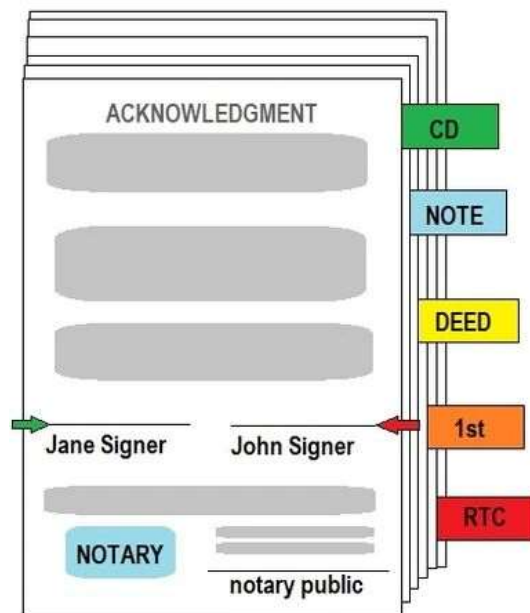 ACKNOWLEDGMENT
CD
NOTE
DEED
1st
Jane Signer
John Signer
RTC
NOTARY
notary public